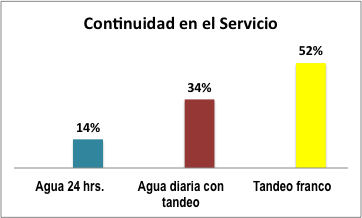 Continuidad en el Servicio
52%
34%
14%
Agua 24 hrs.
Agua diaria con
tandeo
Tandeo franco